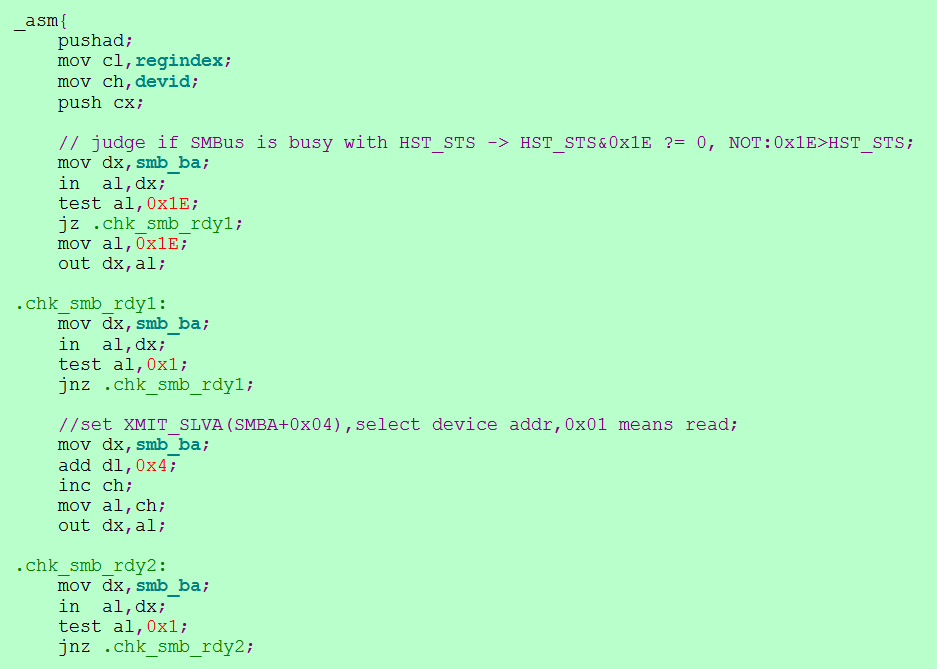 _asm{
pushad;
mov cl,regindex;
mov ch,devid;
push cx;
// judge if SMBus is busy with HST_STS -> HST_STS&0x1E ?= 0, NOT:0x1E>HST_STS;
mov dx,smb_ba;
in  al,dx;
test al,0x1E;
jz .chk_smb_rdy1;
mov al,0x1E;
out dx,al;
.chk_smb_rdy1:
mov dx,smb_ba;
in  al,dx;
test al,0x1;
jnz .chk_smb_rdy1;
//set XMIT_SLVA(SMBA+0x04),select device addr,0x01 means read;
mov dx,smb_ba;
add dl,0x4;
inc ch;
mov al,ch;
out dx,al;
.chk_smb_rdy2:
mov dx,smb_ba;
in  al,dx;
test al,0x1;
jnz .chk_smb_rdy2;